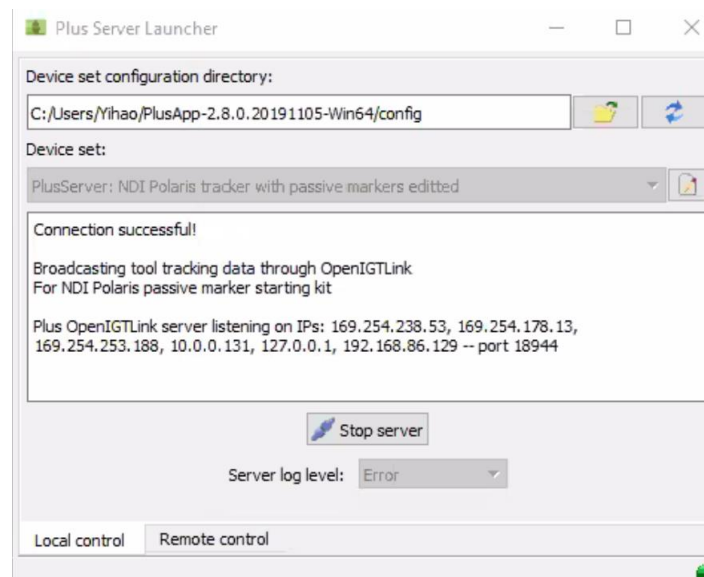 Plus Server Launcher
Device set configuration directory:
C:/Users/Yihao/PlusApp-2.8.0.20191105-Win64/config
Device set:
PlusServer: NDI Polaris tracker with passive markers editted
Connection successful!
Broadcasting tool tracking data through OpenIGTLink
For NDI Polaris passive marker starting kit
Plus OpenIGTLink server listening on IPs: 169.254.238.53, 169.254.178.13,
169.254.253.188, 10.0.0.131, 127.0.0.1, 192.168.86.129 -- port 18944
Stop server
Server log level: Error
Local control Remote control